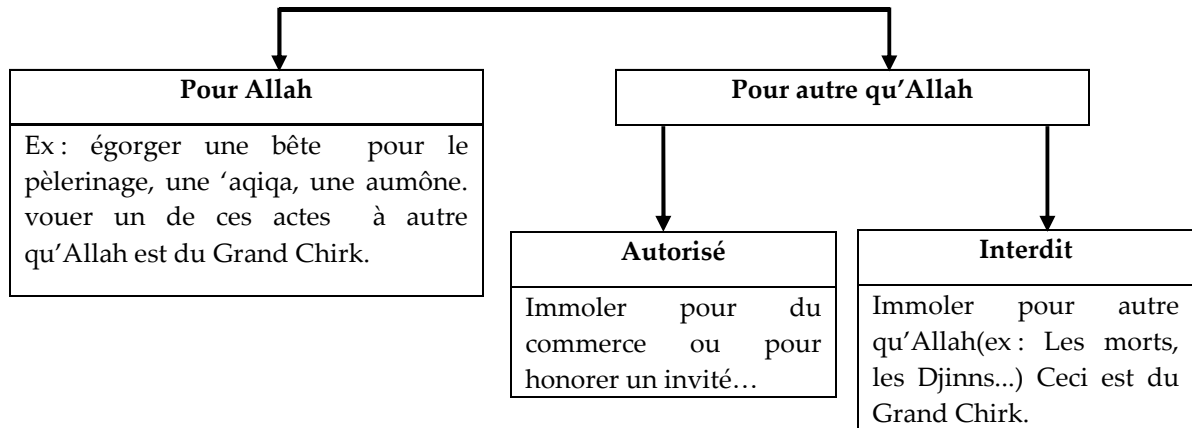 Pour Allah
Ex : égorger une bête pour le
pèlerinage, une ‘aqiqa, une aumône.
vouer un de ces actes à autre
qu’Allah est du Grand Chirk.
Pour autre qu’Allah
Autorisé
Immoler pour du
commerce ou pour
honorer un invité…
Interdit
Immoler pour autre
qu’Allah(ex : Les morts,
les Djinns...) Ceci est du
Grand Chirk.